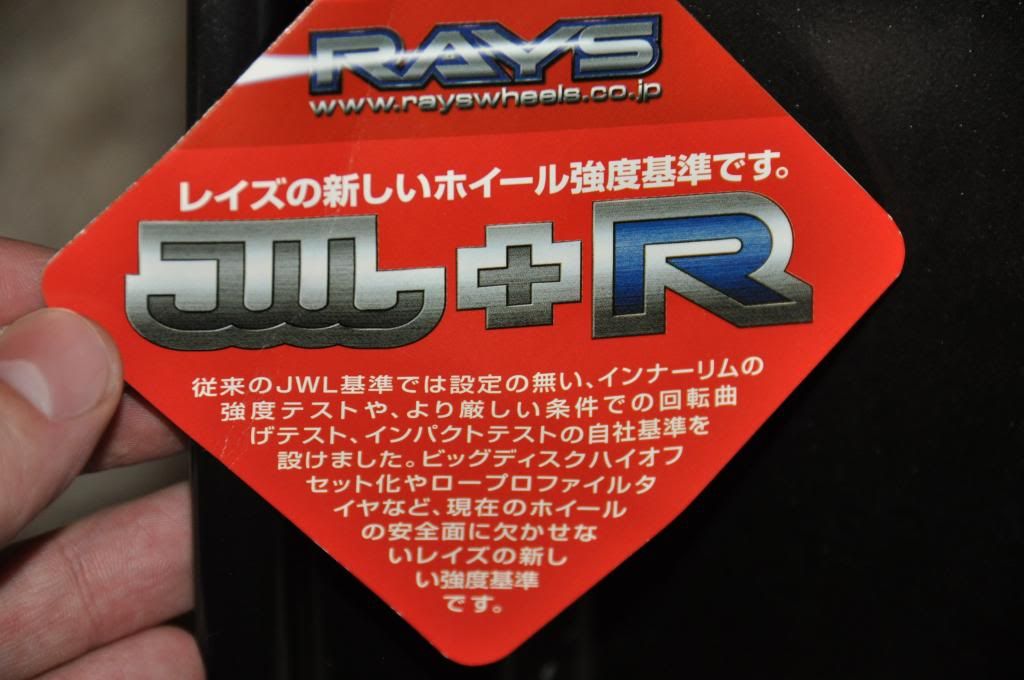 RAYS
www.rayswheels.co.jp
レイズの新しいホイール強度基準です。
JWL+R
従来のJWL基準では設定の無い、インナーリムの
強度テストや、より厳しい条件での回転曲
げテスト、インパクトテストの自社基準を
設けました。ビッグディスクハイオフ
セット化やロープロファイルタ
イヤなど、現在のホイール
の安全面に欠かせな
いレイズの新し
い強度基準
です。